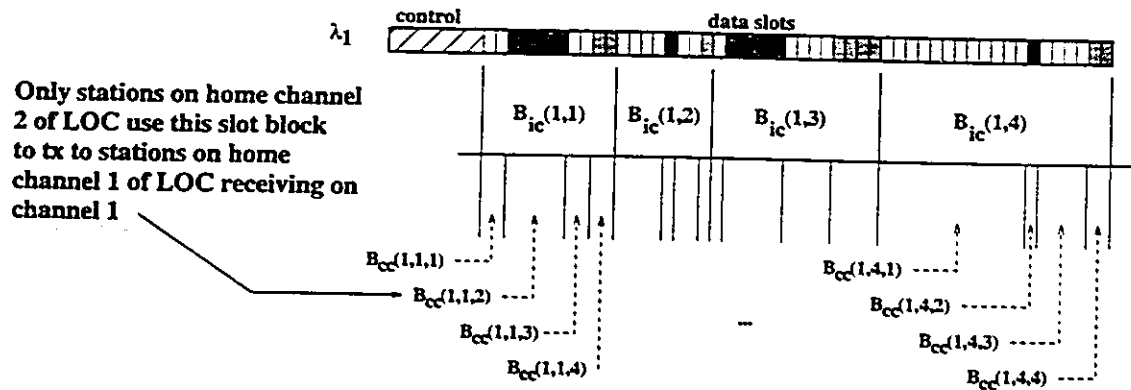 control
data slots
λ1
Only stations on home channel
2 of LOC use this slot block
to tx to stations on home
channel 1 of LOC receiving on
channel 1
Bic(1,1)
Bic(1,2)
Bic(1,3)
Bic(1,4)
Bcc(1,1,1)
Bcc(1,1,2)
Bcc(1,1,3)
Bcc(1,1,4)
...
Bcc(1,4,1)
Bcc(1,4,2)
Bcc(1,4,3)
Bcc(1,4,4)